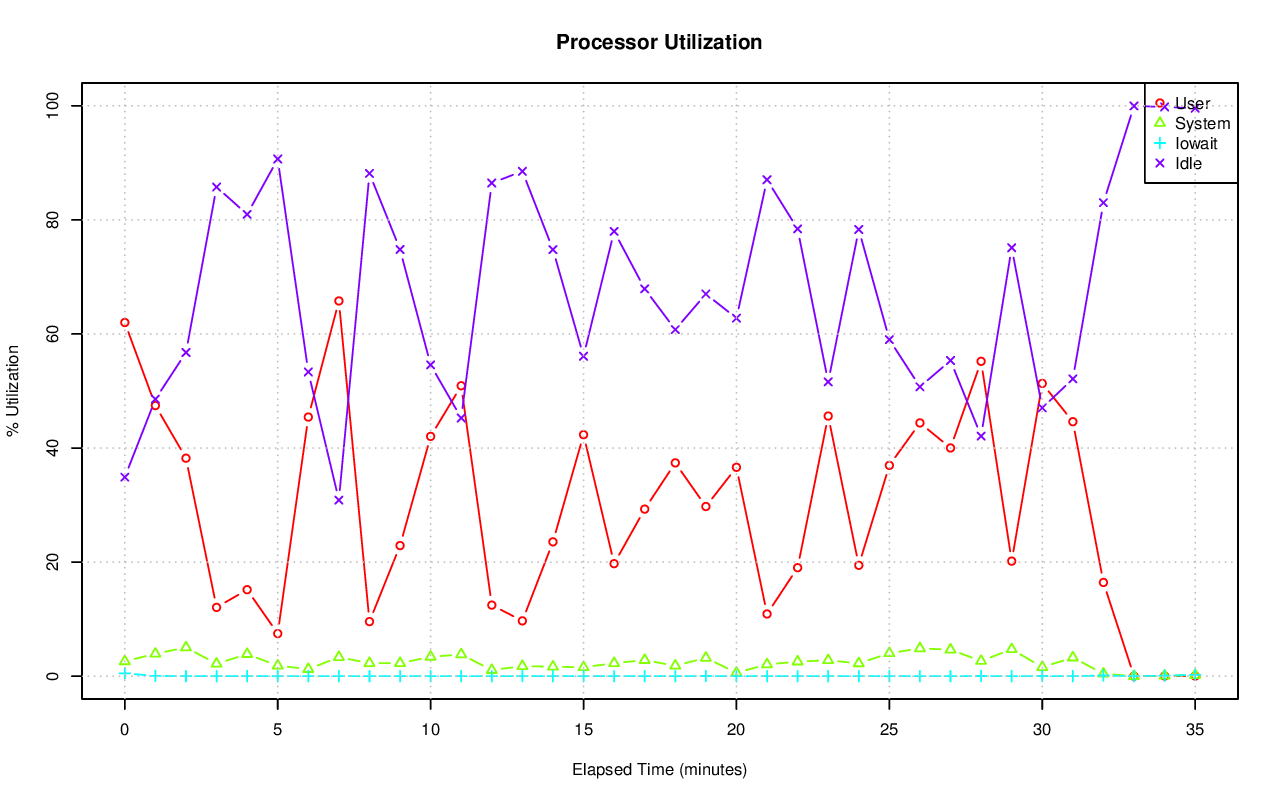 Processor Utilization
% Utilization
100
80
60
40
20
0
User
System
Iowait
Idle
0 5 10 15 20 25 30 35
Elapsed Time (minutes)